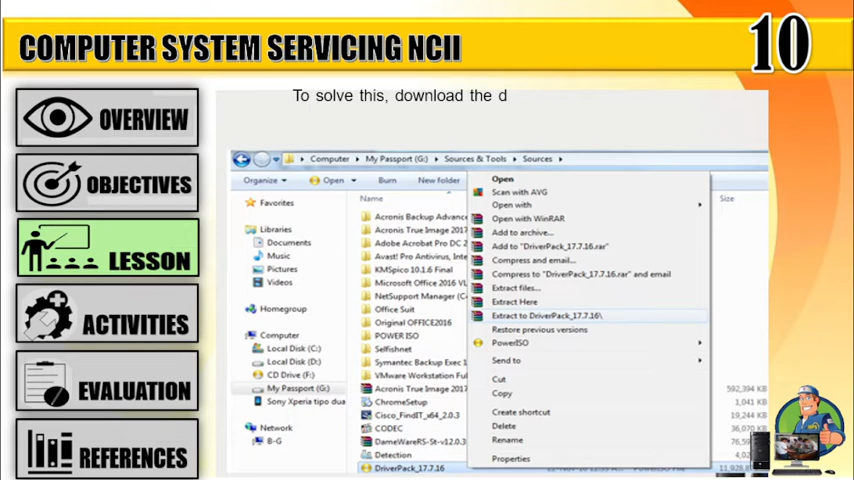 COMPUTER SYSTEM SERVICING NCII
10
OVERVIEW
OBJECTIVES
LESSON
ACTIVITIES
EVALUATION
REFERENCES
To solve this, download the d
Computer My Passport (G:) Sources & Tools Sources
Organize Open Burn New folder
Favorites
Libraries
Documents
Music
Pictures
Videos
Homegroup
Computer
Local Disk (C:)
Local Disk (D:)
CD Drive (F:)
My Passport (G:)
Sony Xperia tipo dua
Network
B-G
Name
Acronis Backup Advance
Acronis True Image 2017
Adobe Acrobat Pro DC 2
Avast! Pro Antivirus, Interi
KMSpico 10.1.6 Final
Microsoft Office 2016 VL
NetSupport Manager (C
Office Suit
Original OFFICE2016
POWER ISO
Selfishnet
Symantec Backup Exec 1
VMware Workstation Full
Acronis True Image 2017
ChromeSetup
Cisco_FindIT_x64_2.0.3
CODEC
DameWareRS-St-v12.0.3
Detection
DriverPack_17.7.16
Open
Scan with AVG
Open with
Open with WinRAR
Add to archive...
Add to "DriverPack_17.7.16.rar"
Compress and email...
Compress to "DriverPack_17.7.16.rar" and email
Extract files...
Extract Here
Extract to DriverPack_17.7.16\
Restore previous versions
PowerISO
Send to
Cut
Copy
Create shortcut
Delete
Rename
Properties
Size
592,394 KB
1,041 KB
19,244 KB
36,070 KB